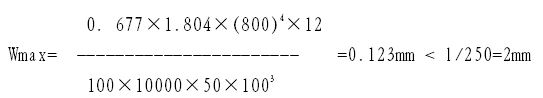 0. 677×1.804×(800)⁴×12
Wmax= ———————————————— =0.123mm < 1/250=2mm
100×10000×50×100³